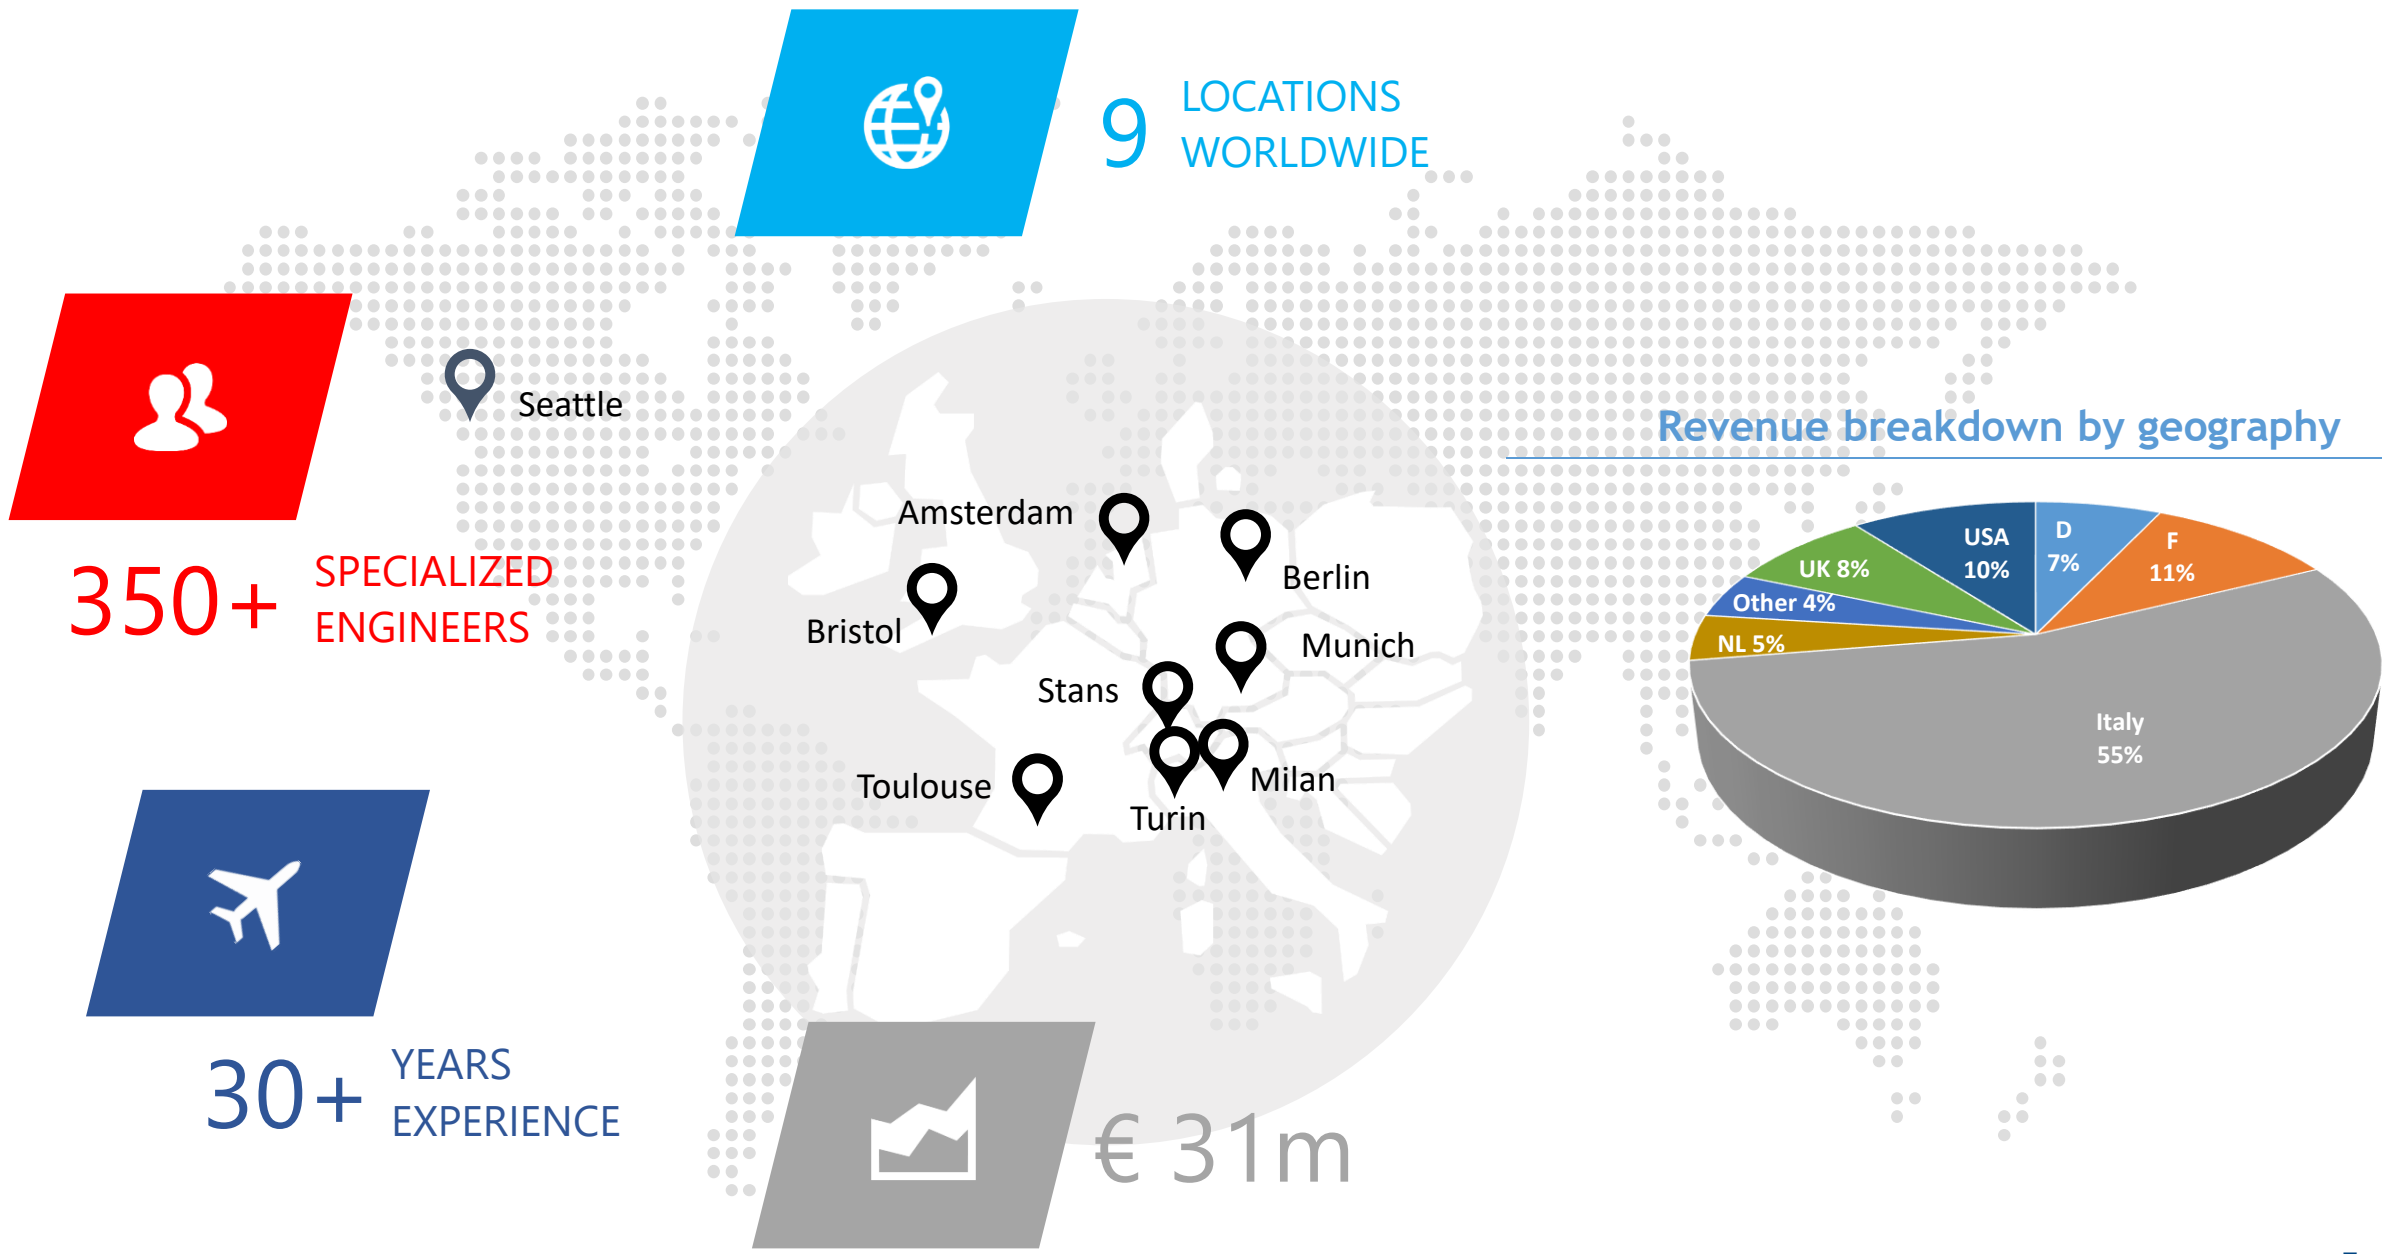 9
LOCATIONS
WORLDWIDE
350+
SPECIALIZED
ENGINEERS
30+
YEARS
EXPERIENCE
€ 31m
Seattle
Amsterdam
Berlin
Bristol
Munich
Stans
Toulouse
Milan
Turin
Revenue breakdown by geography
USA
10%
D
7%
F
11%
UK 8%
Other 4%
NL 5%
Italy
55%